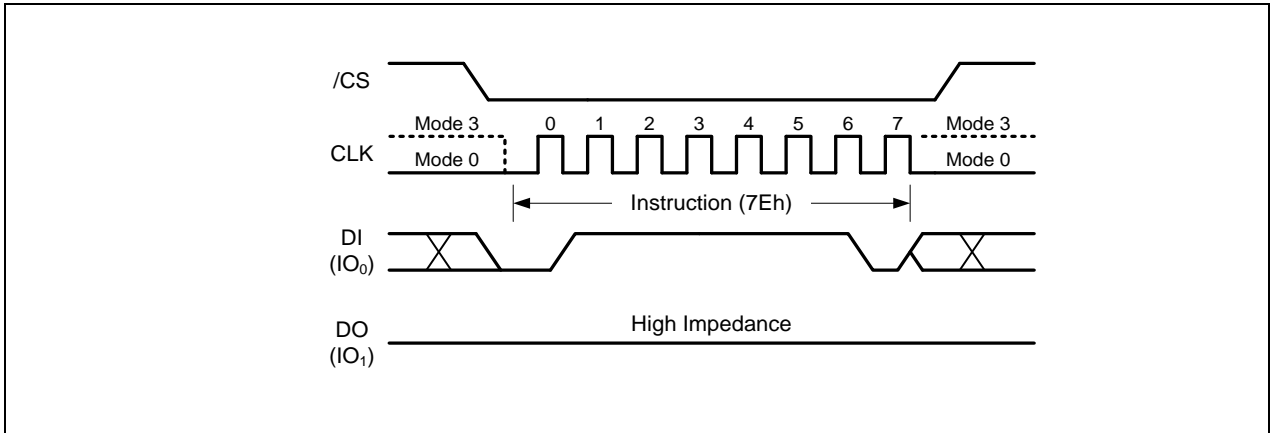 /CS
Mode 3 0 1 2 3 4 5 6 7 Mode 3
CLK
Mode 0 Mode 0
Instruction (7Eh)
DI
(IO₀)
High Impedance
DO
(IO₁)